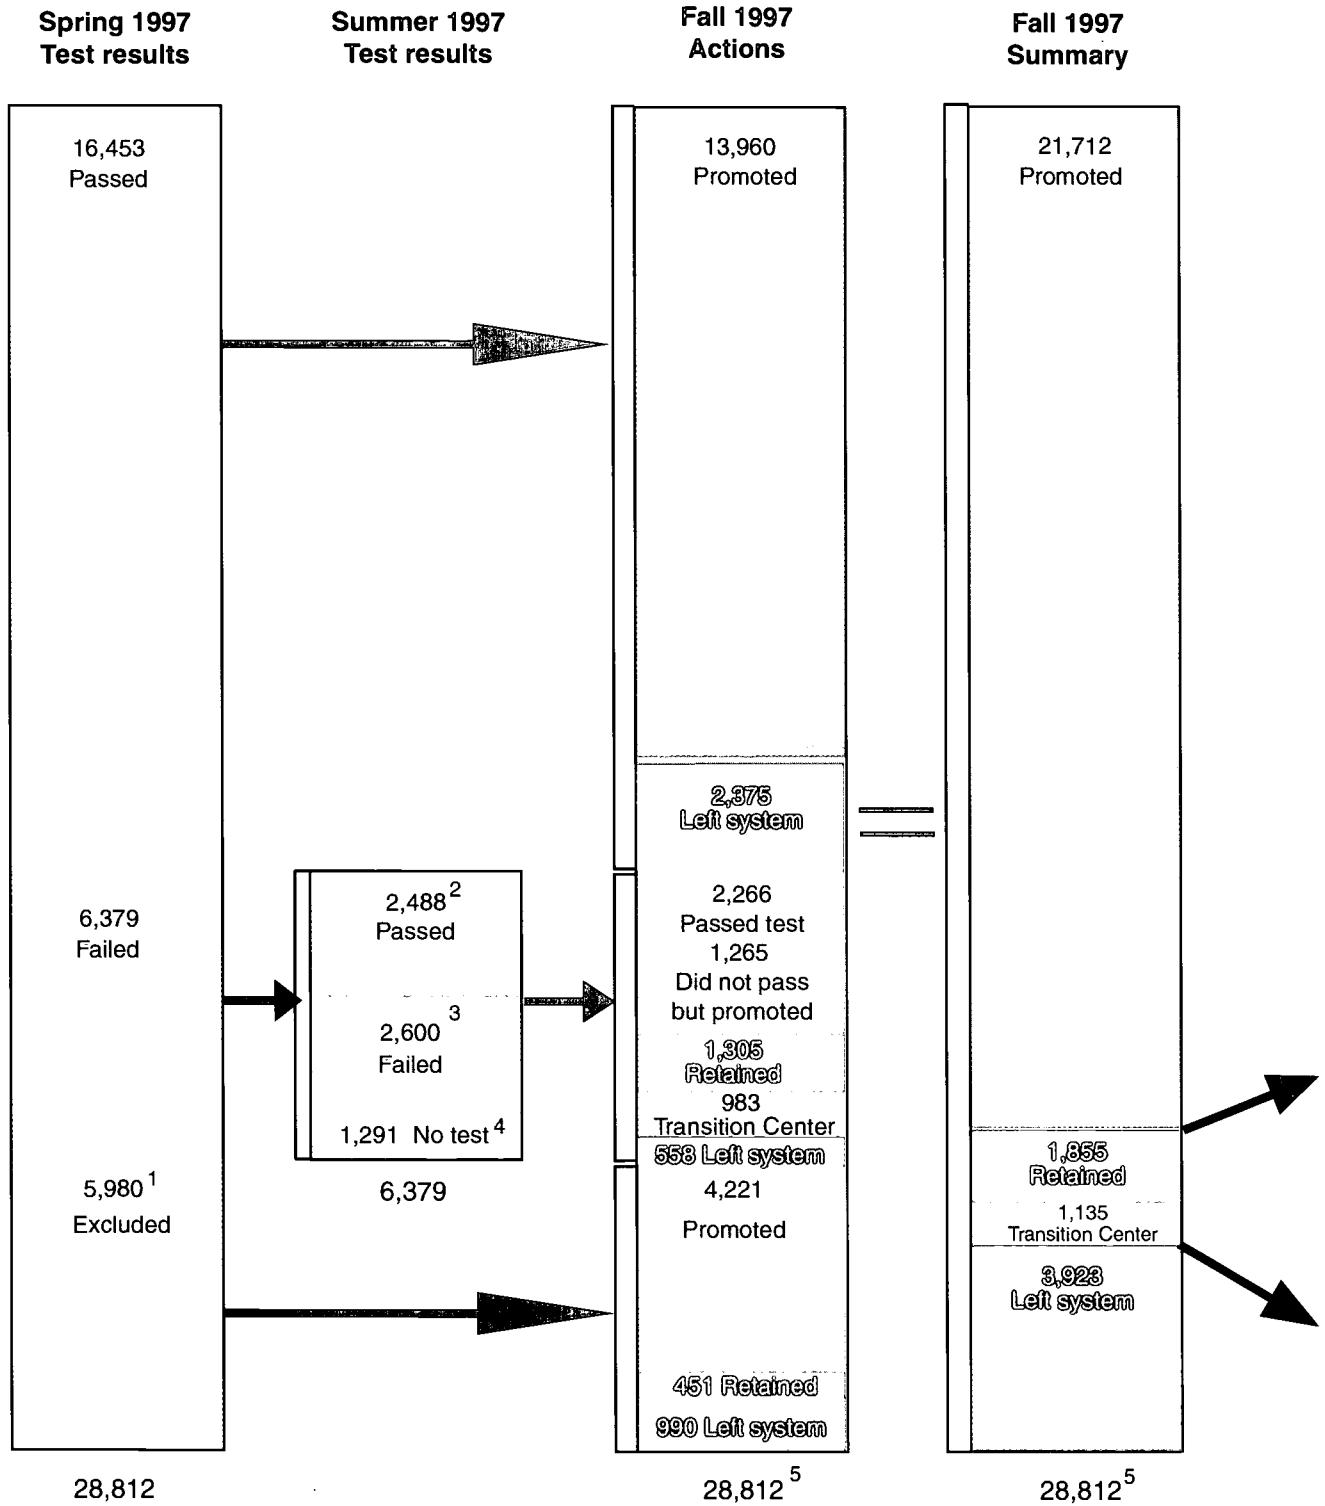 Spring 1997
Test results
Summer 1997
Test results
Fall 1997
Actions
Fall 1997
Summary
16,453
Passed
6,379
Failed
5,980 1
Excluded
28,812
2,488 2
Passed
2,600 3
Failed
1,291 No test 4
6,379
13,960
Promoted
2,375
Left system
2,266
Passed test
1,265
Did not pass
but promoted
1,305
Retained
983
Transition Center
558 Left system
4,221
Promoted
451 Retained
990 Left system
28,812 5
21,712
Promoted
1,855
Retained
1,135
Transition Center
3,923
Left system
28,812 5